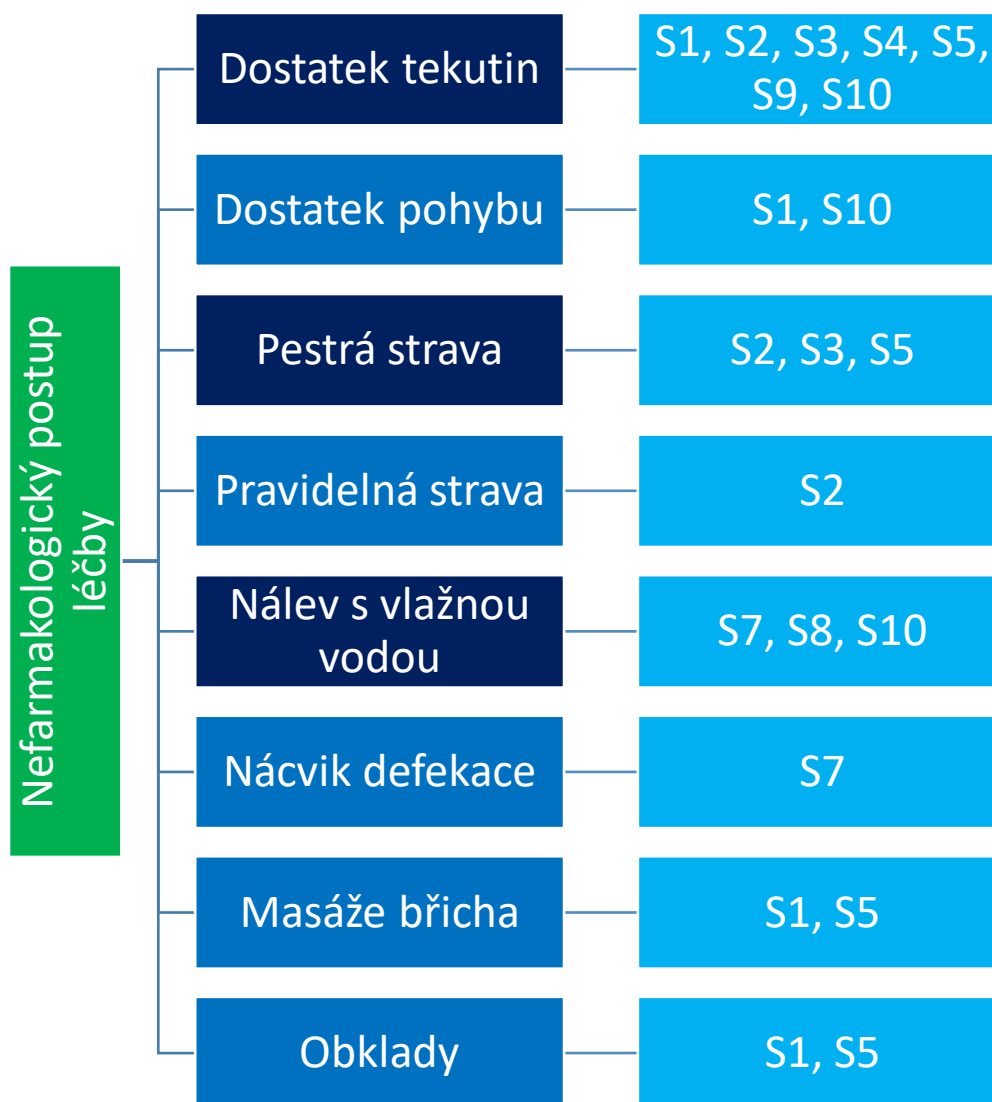 Nefarmakologický postup
léčby
Dostatek tekutin
S1, S2, S3, S4, S5,
S9, S10
Dostatek pohybu
S1, S10
Pestrá strava
S2, S3, S5
Pravidelná strava
S2
Nálev s vlažnou
vodou
S7, S8, S10
Nácvik defekace
S7
Masáže břicha
S1, S5
Obklady
S1, S5